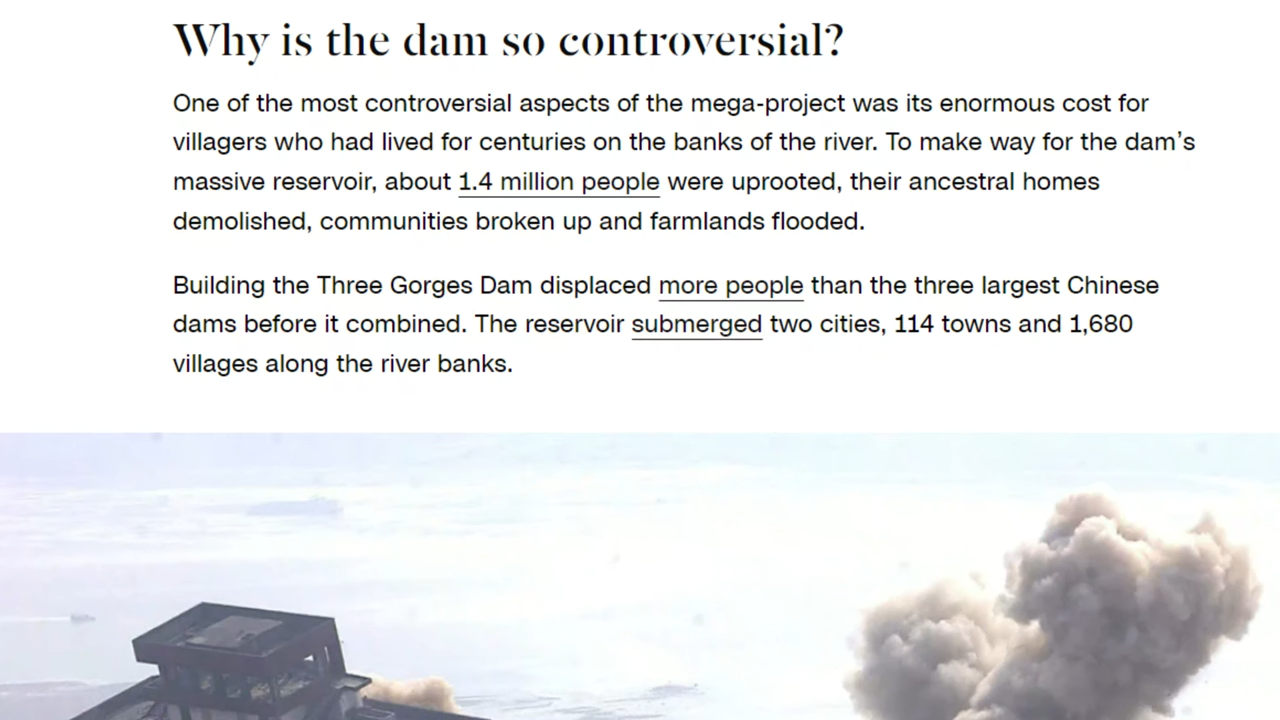 Why is the dam so controversial?
One of the most controversial aspects of the mega-project was its enormous cost for
villagers who had lived for centuries on the banks of the river. To make way for the dam’s
massive reservoir, about 1.4 million people were uprooted, their ancestral homes
demolished, communities broken up and farmlands flooded.
Building the Three Gorges Dam displaced more people than the three largest Chinese
dams before it combined. The reservoir submerged two cities, 114 towns and 1,680
villages along the river banks.